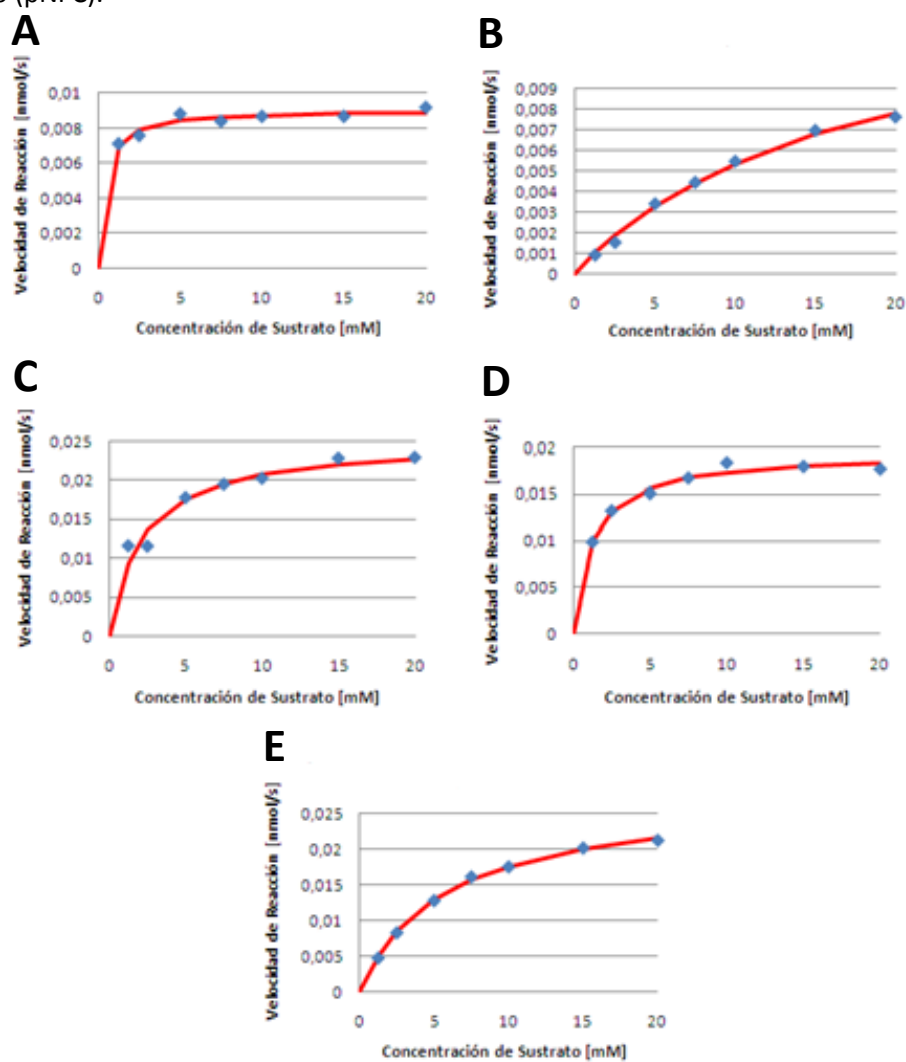 A
Velocidad de Reacción [nmol/s]
0,01
0,008
0,006
0,004
0,002
0
0 5 10 15 20
Concentración de Sustrato [mM]
B
Velocidad de Reacción [nmol/s]
0,009
0,008
0,007
0,006
0,005
0,004
0,003
0,002
0,001
0
0 5 10 15 20
Concentración de Sustrato [mM]
C
Velocidad de Reacción [nmol/s]
0,025
0,02
0,015
0,01
0,005
0
0 5 10 15 20
Concentración de Sustrato [mM]
D
Velocidad de Reacción [nmol/s]
0,02
0,015
0,01
0,005
0
0 5 10 15 20
Concentración de Sustrato [mM]
E
Velocidad de Reacción [nmol/s]
0,025
0,02
0,015
0,01
0,005
0
0 5 10 15 20
Concentración de Sustrato [mM]